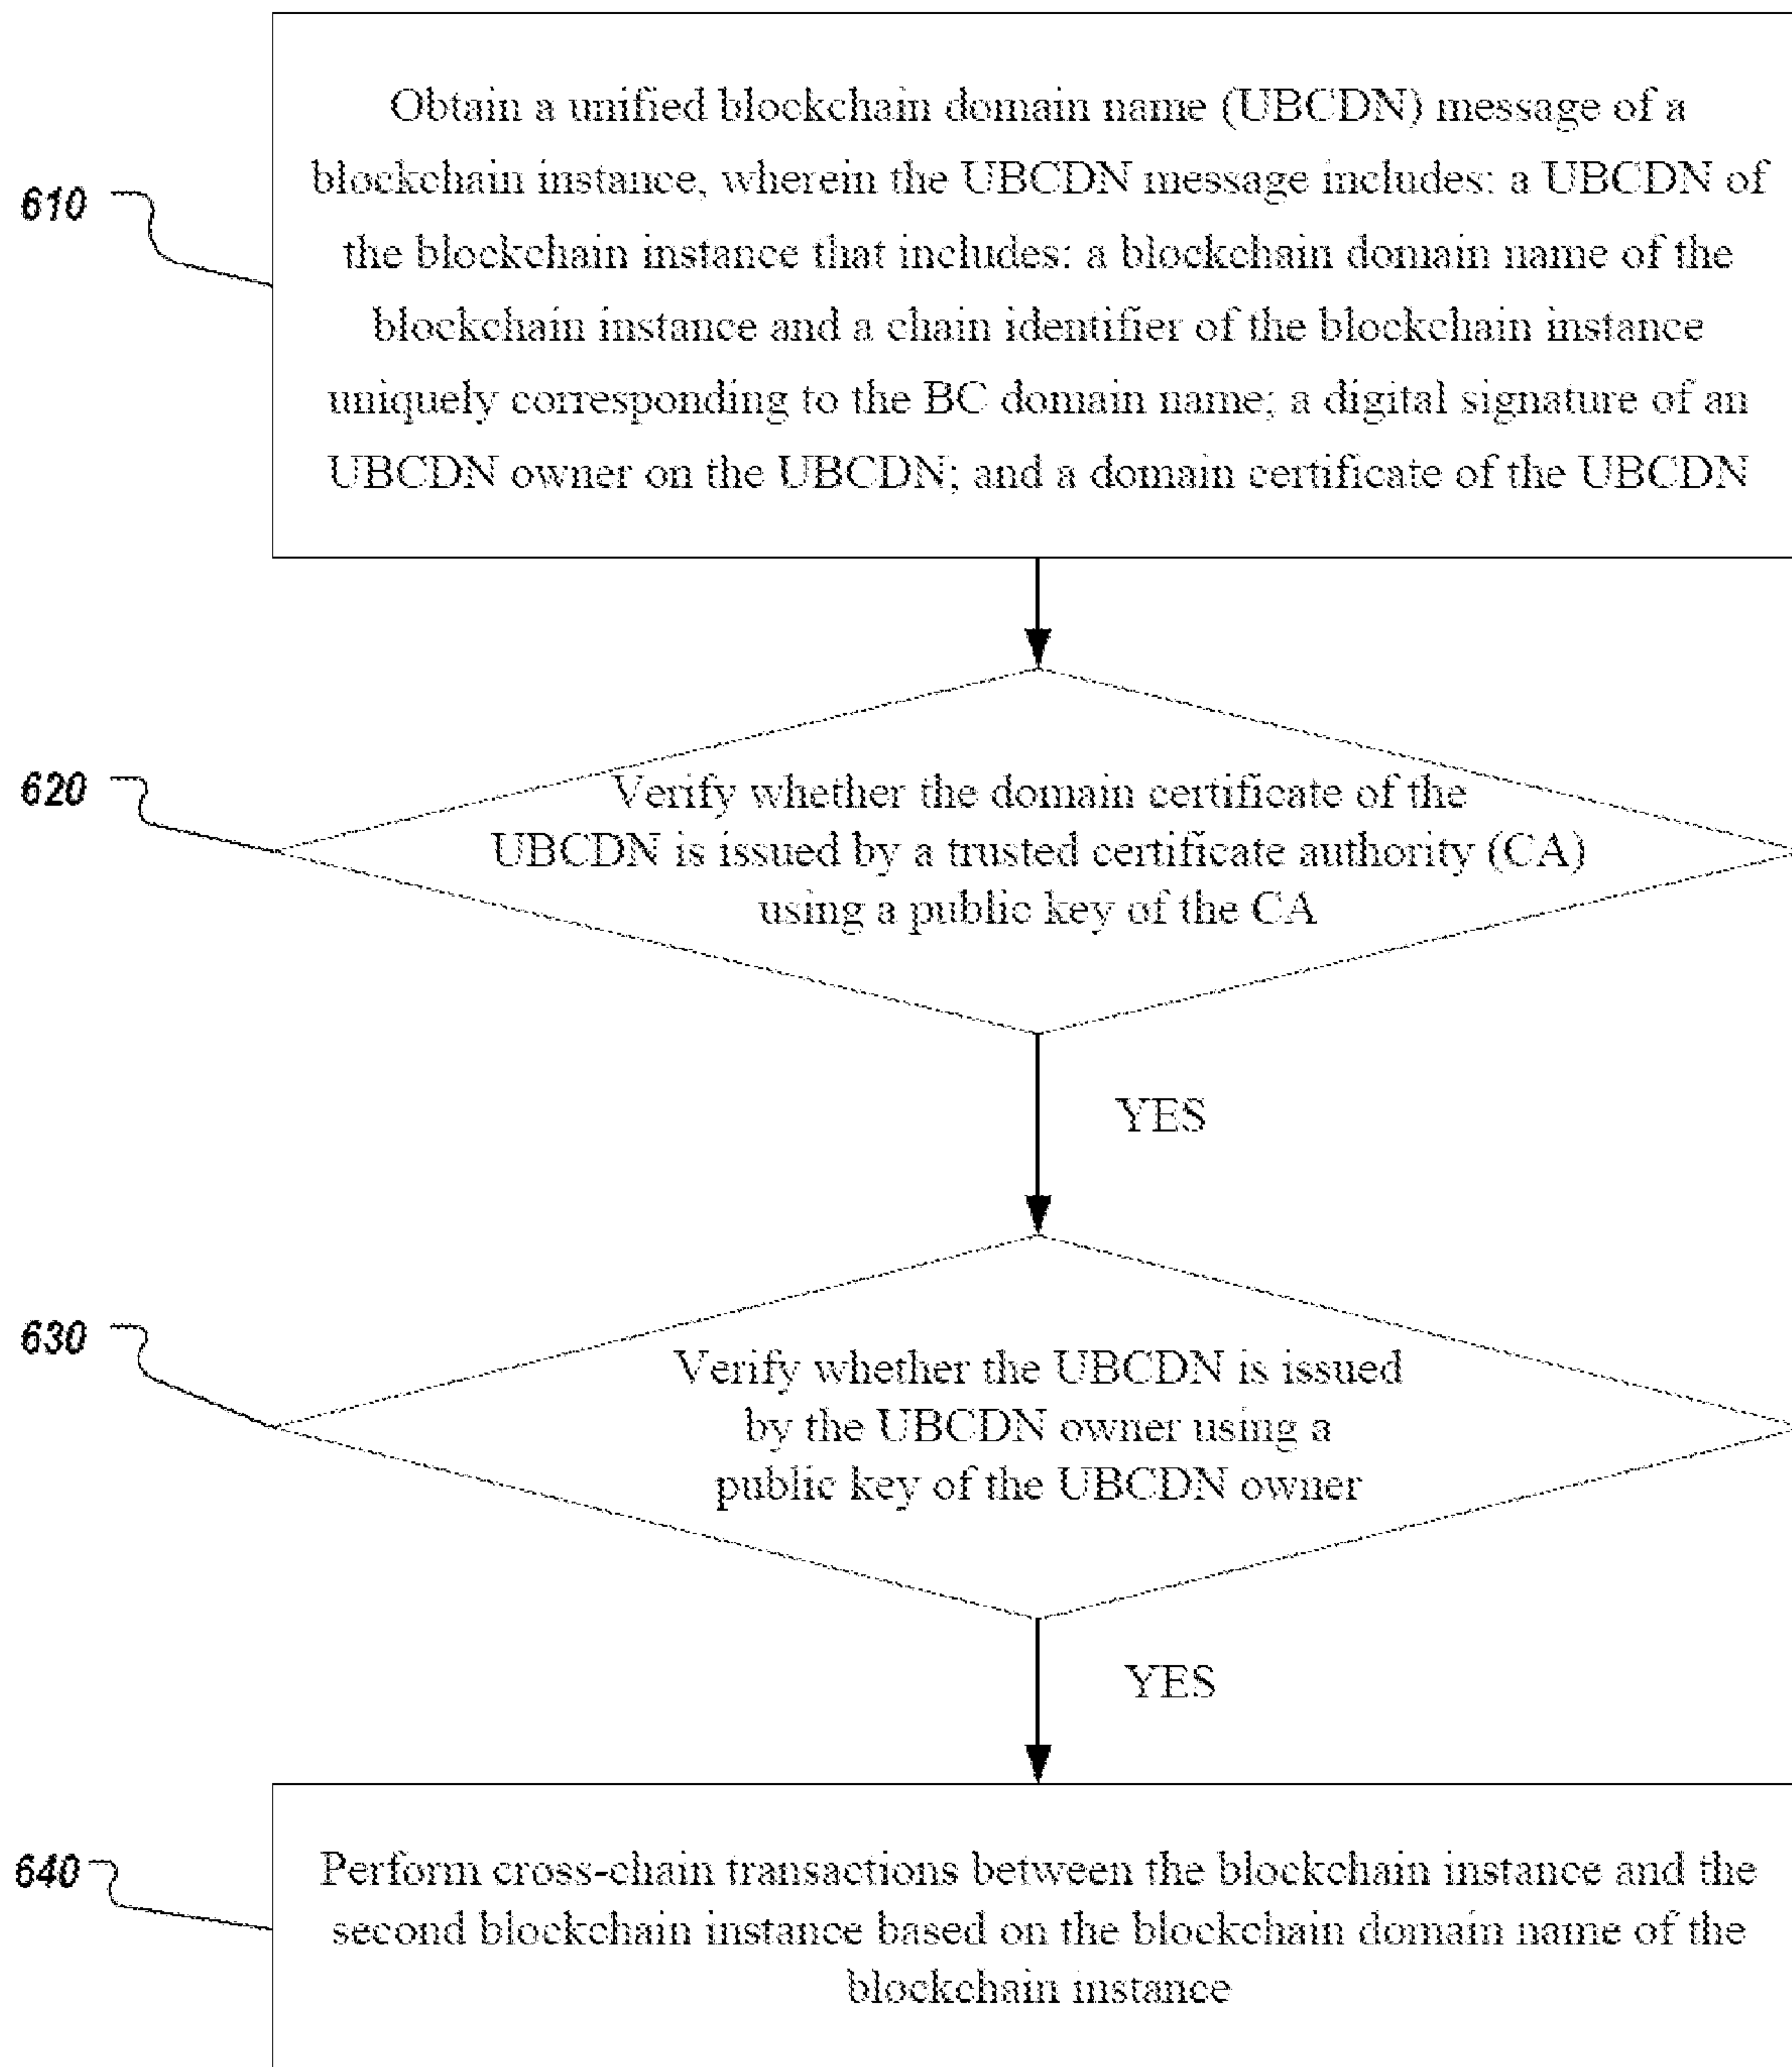 610
Obtain a unified blockchain domain name (UBCDN) message of a
blockchain instance, wherein the UBCDN message includes: a UBCDN of
the blockchain instance that includes: a blockchain domain name of the
blockchain instance and a chain identifier of the blockchain instance
uniquely corresponding to the BC domain name; a digital signature of an
UBCDN owner on the UBCDN; and a domain certificate of the UBCDN
620
Verify whether the domain certificate of the
UBCDN is issued by a trusted certificate authority (CA)
using a public key of the CA
YES
630
Verify whether the UBCDN is issued
by the UBCDN owner using a
public key of the UBCDN owner
YES
640
Perform cross-chain transactions between the blockchain instance and the
second blockchain instance based on the blockchain domain name of the
blockchain instance